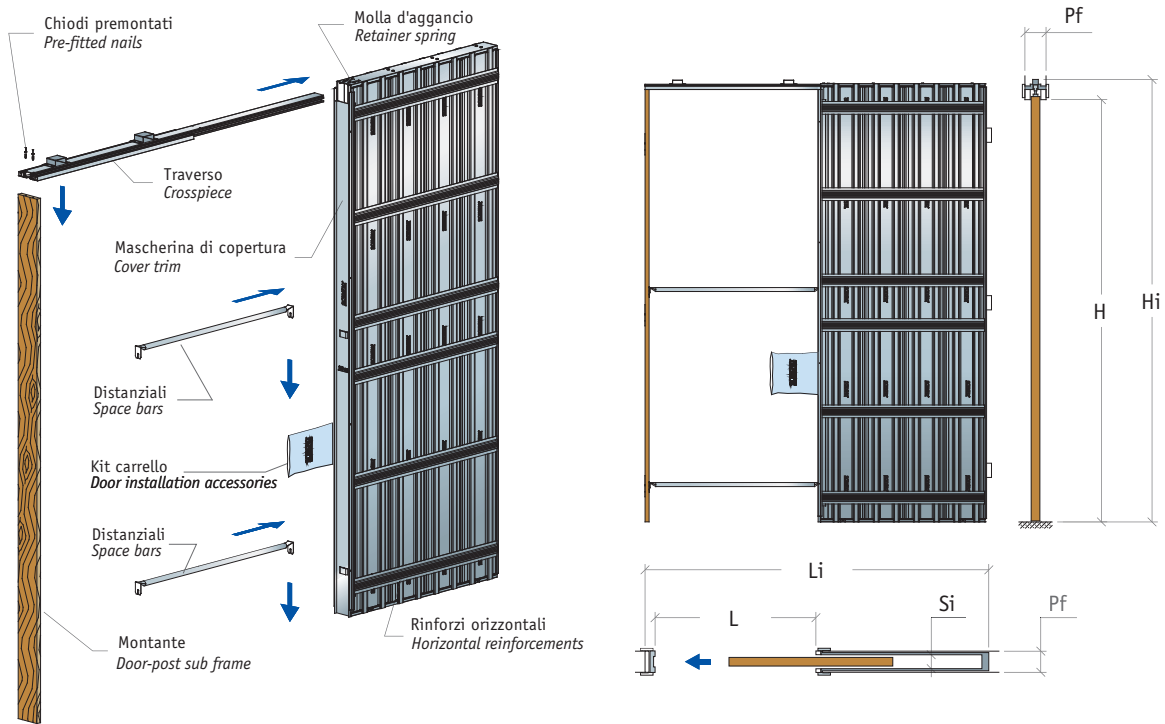 Chiodi premontati
Pre-fitted nails
Molla d'aggancio
Retainer spring
Traverso
Crosspiece
Mascherina di copertura
Cover trim
Distanziali
Space bars
Kit carrello
Door installation accessories
Distanziali
Space bars
Montante
Door-post sub frame
Rinforzi orizzontali
Horizontal reinforcements
Pf
H
Hi
Li
L
Si
Pf